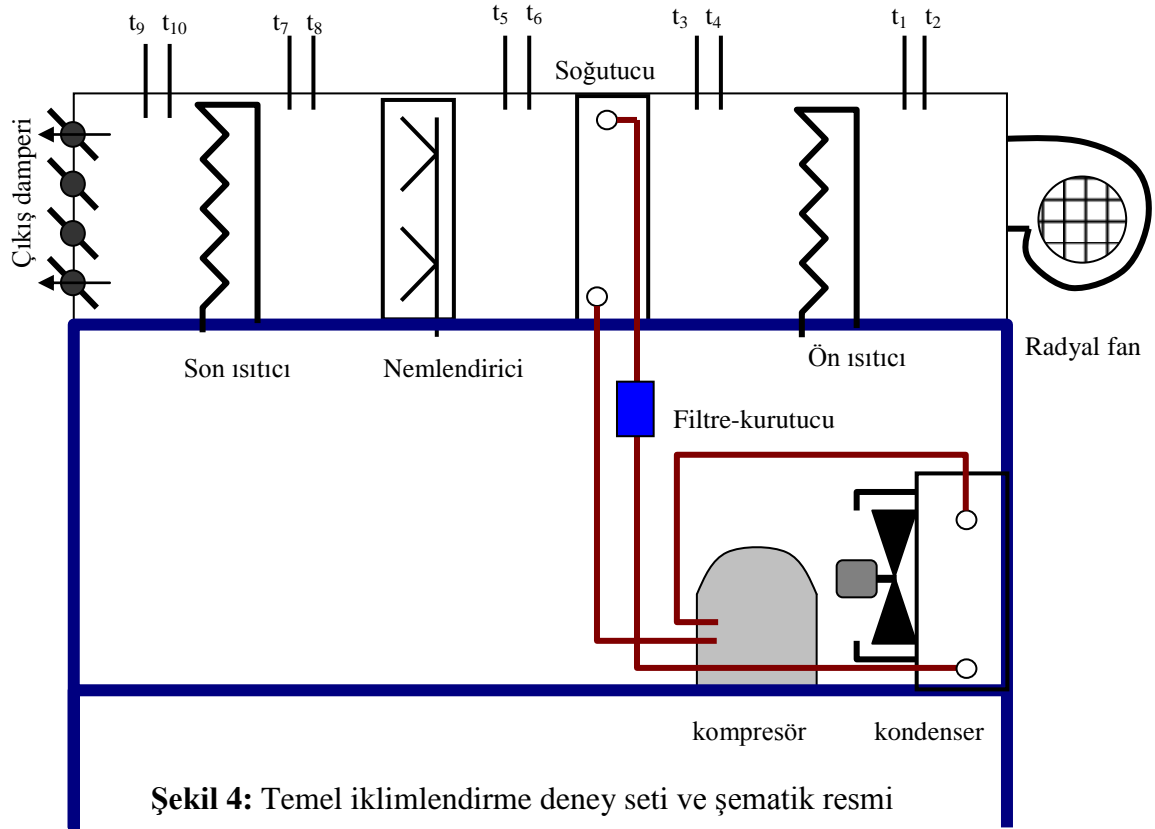 t9 t10 t7 t8 t5 t6 t3 t4 t1 t2
Soğutucu
Çıkış damperi
Son ısıtıcı
Nemlendirici
Ön ısıtıcı
Radyal fan
Filtre-kurutucu
kompresör
kondenser
Şekil 4: Temel iklimlendirme deney seti ve şematik resmi